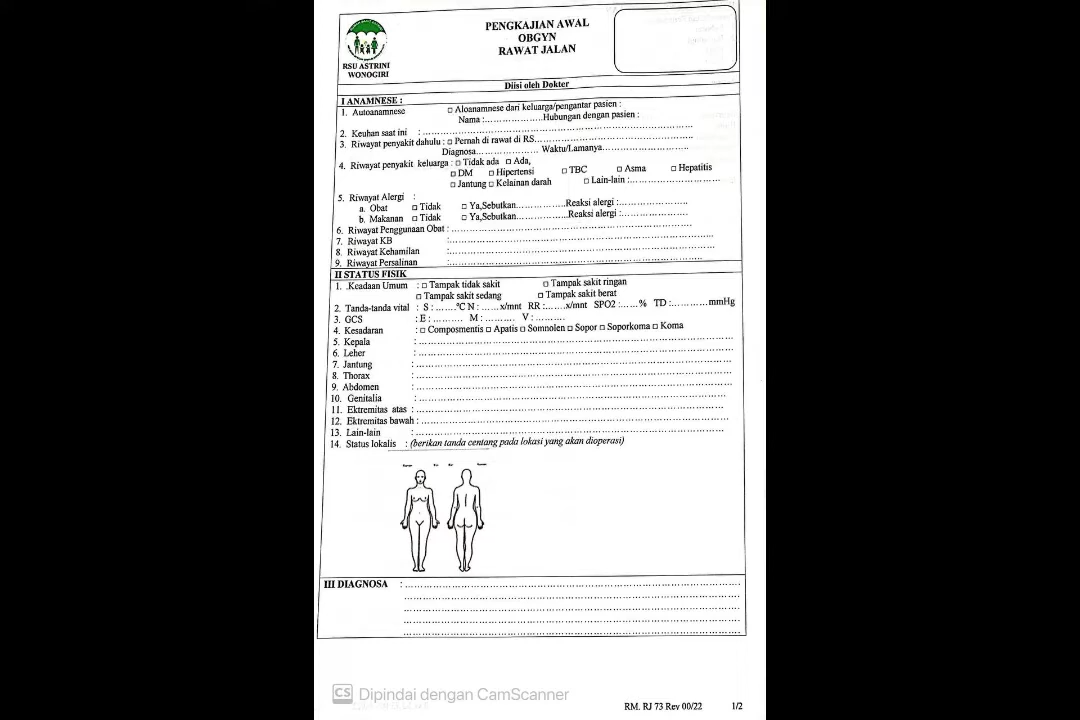 RSU ASTRINI
WONOGIRI
PENGKAJIAN AWAL
OBGYN
RAWAT JALAN
Diisi oleh Dokter
I ANAMNESE :
1. Autoanamnese □ Aloanamnese dari keluarga/pengantar pasien :
Nama :....................Hubungan dengan pasien :
2. Keuhan saat ini : ................................................................................
3. Riwayat penyakit dahulu : □ Pernah di rawat di RS................................................
Diagnosa..................... Waktu/Lamanya..............................
4. Riwayat penyakit keluarga : □ Tidak ada □ Ada,
□ DM □ Hipertensi □ TBC □ Asma □ Hepatitis
□ Jantung □ Kelainan darah □ Lain-lain :..............................
5. Riwayat Alergi :
a. Obat □ Tidak □ Ya,Sebutkan.................Reaksi alergi :.......................
b. Makanan □ Tidak □ Ya,Sebutkan.................Reaksi alergi :.......................
6. Riwayat Penggunaan Obat : ......................................................................
7. Riwayat KB :................................................................................
8. Riwayat Kehamilan :................................................................................
9. Riwayat Persalinan :................................................................................
II STATUS FISIK
1. .Keadaan Umum : □ Tampak tidak sakit □ Tampak sakit ringan
□ Tampak sakit sedang □ Tampak sakit berat
2. Tanda-tanda vital : S : .......°C N : ......x/mnt RR :.......x/mnt SPO2 :......% TD :............mmHg
3. GCS : E : .......... M : .......... V : ..........
4. Kesadaran : □ Composmentis □ Apatis □ Somnolen □ Sopor □ Soporkoma □ Koma
5. Kepala : ................................................................................
6. Leher : ................................................................................
7. Jantung : ................................................................................
8. Thorax : ................................................................................
9. Abdomen : ................................................................................
10. Genitalia : ................................................................................
11. Ektremitas atas : ................................................................................
12. Ektremitas bawah : ................................................................................
13. Lain-lain : ................................................................................
14. Status lokalis : (berikan tanda centang pada lokasi yang akan dioperasi)
III DIAGNOSA : ................................................................................
................................................................................
................................................................................
................................................................................
................................................................................
CS Dipindai dengan CamScanner
RM. RJ 73 Rev 00/22 1/2